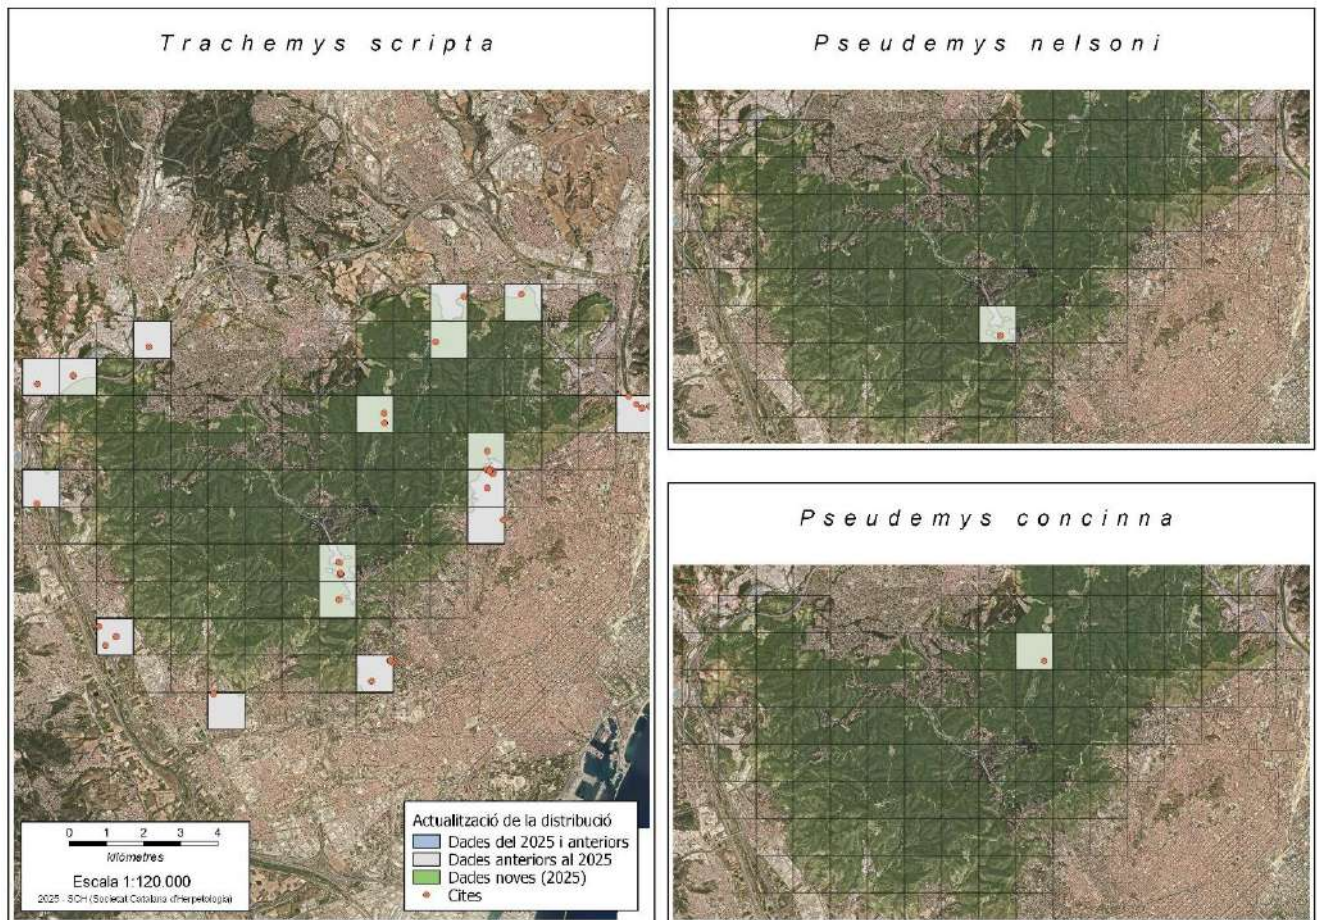 Trachemys scripta
Pseudemys nelsoni
Pseudemys concinna
0 1 2 3 4
kilòmetres
Escala 1:120.000
2025 - SCH (Societat Catalana d'Herpetologia)
Actualització de la distribució
Dades del 2025 i anteriors
Dades anteriors al 2025
Dades noves (2025)
Cites